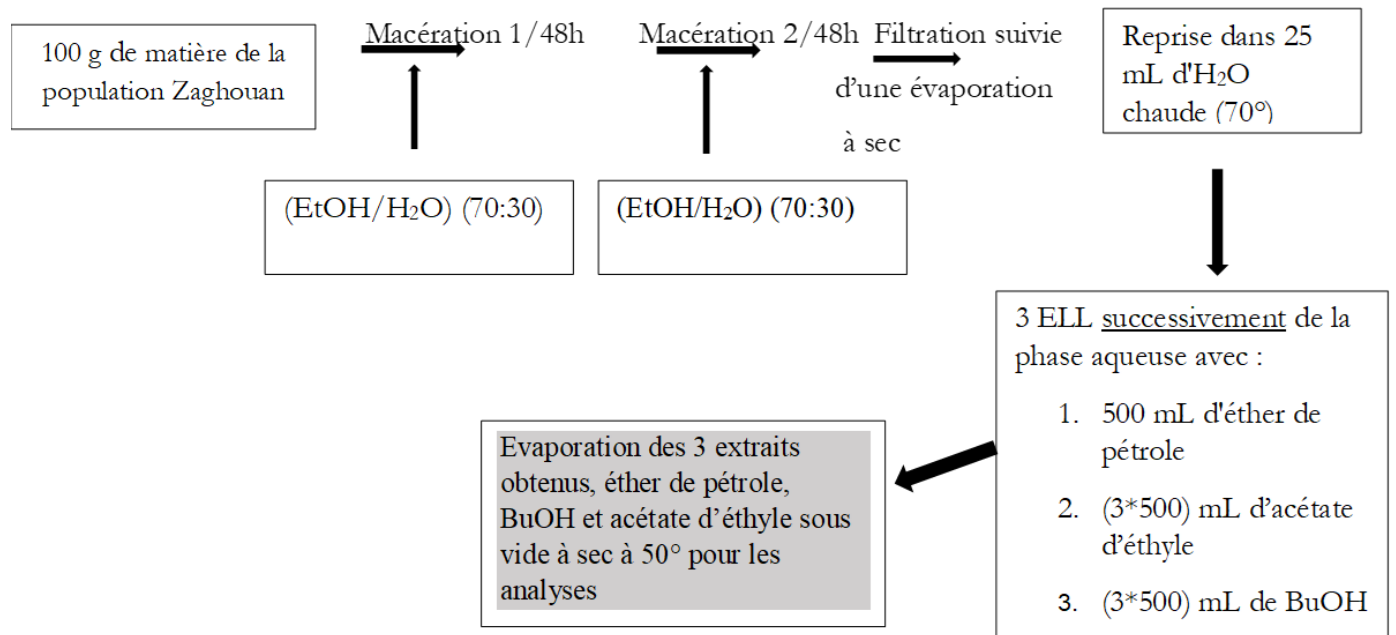 100 g de matière de la
population Zaghouan
Macération 1/48h
(EtOH/H₂O) (70:30)
Macération 2/48h
(EtOH/H₂O) (70:30)
Filtration suivie
d’une évaporation
à sec
Reprise dans 25
mL d'H₂O
chaude (70°)
3 ELL successivement de la
phase aqueuse avec :
1. 500 mL d'éther de
pétrole
2. (3*500) mL d’acétate
d’éthyle
3. (3*500) mL de BuOH
Evaporation des 3 extraits
obtenus, éther de pétrole,
BuOH et acétate d’éthyle sous
vide à sec à 50° pour les
analyses